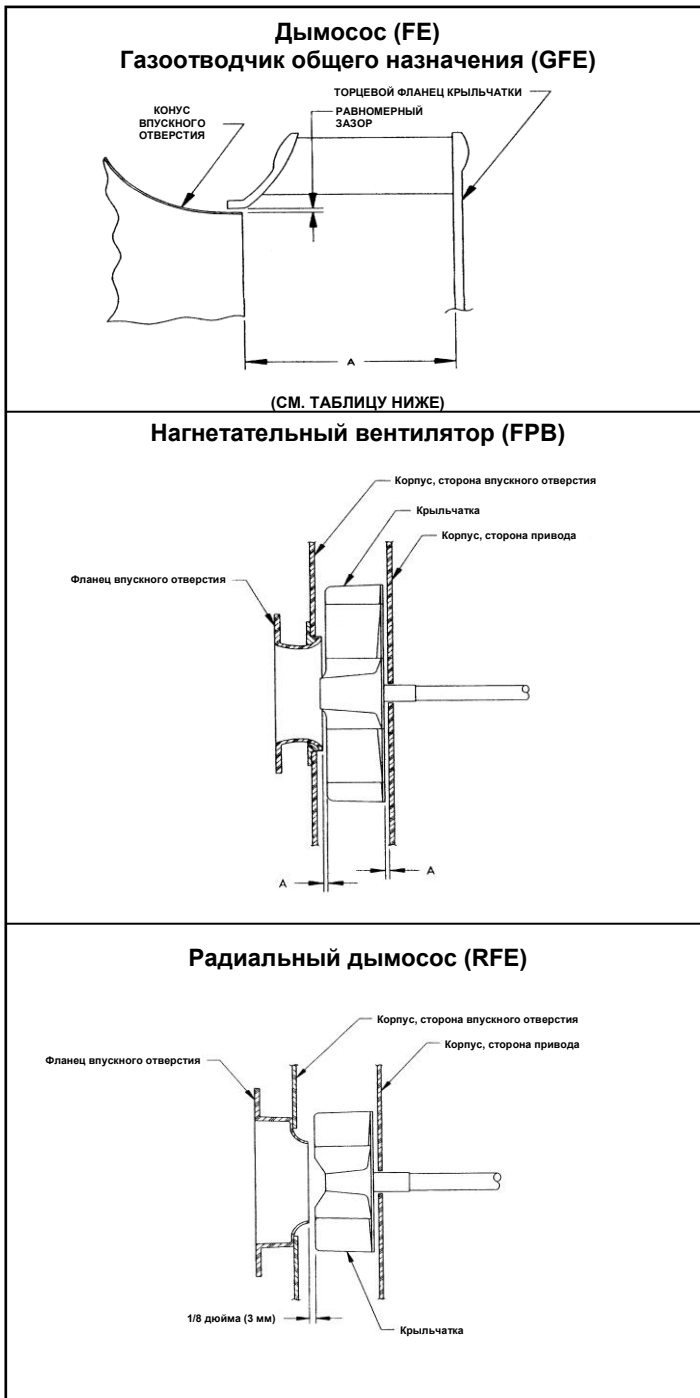 Дымосос (FE)
Газоотводчик общего назначения (GFE)
ТОРЦЕВОЙ ФЛАНЕЦ КРЫЛЬЧАТКИ
КОНУС
ВПУСКНОГО
ОТВЕРСТИЯ
РАВНОМЕРНЫЙ
ЗАЗОР
A
(СМ. ТАБЛИЦУ НИЖЕ)
Нагнетательный вентилятор (FPB)
Корпус, сторона впускного отверстия
Крыльчатка
Корпус, сторона привода
Фланец впускного отверстия
A
A
Радиальный дымосос (RFE)
Корпус, сторона впускного отверстия
Корпус, сторона привода
Фланец впускного отверстия
1/8 дюйма (3 мм)
Крыльчатка